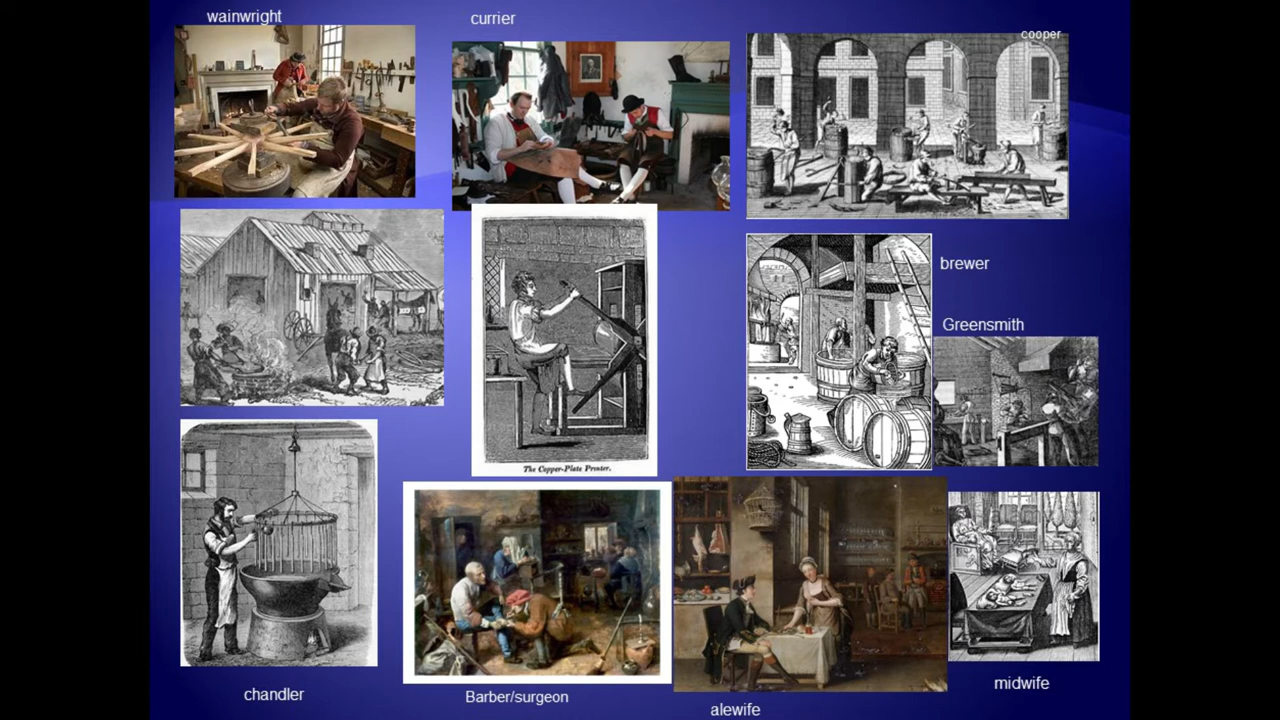 wainwright
currier
cooper
brewer
Greensmith
The Copper-Plate Printer.
chandler
Barber/surgeon
alewife
midwife